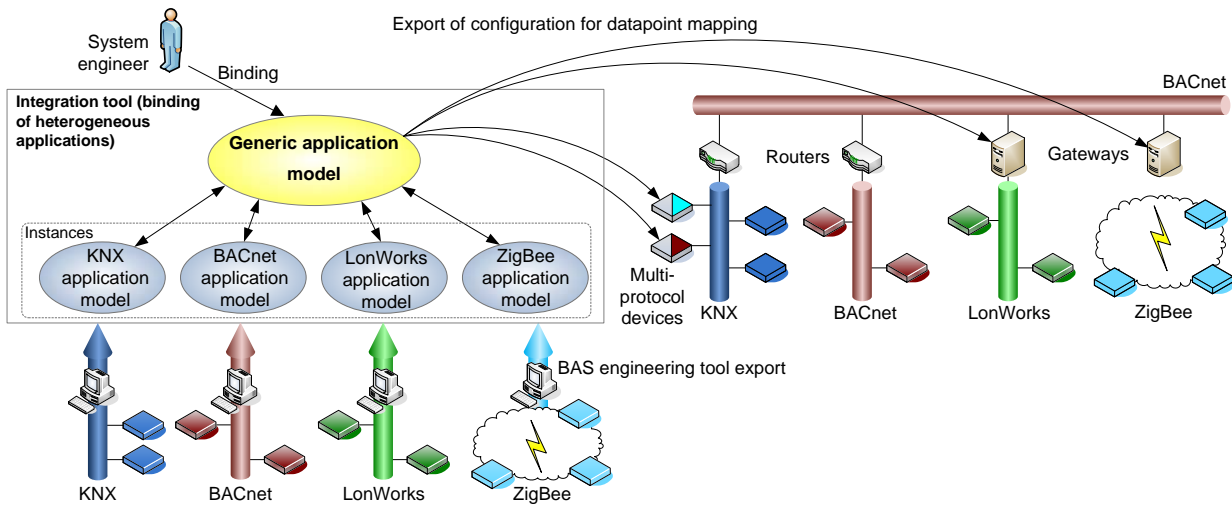 Export of configuration for datapoint mapping
System
engineer
Binding
BACnet
Integration tool (binding
of heterogeneous
applications)
Generic application
model
Routers
Gateways
Instances
KNX
application
model
BACnet
application
model
LonWorks
application
model
ZigBee
application
model
Multi-
protocol
devices
KNX
BACnet
LonWorks
ZigBee
BAS engineering tool export
KNX
BACnet
LonWorks
ZigBee